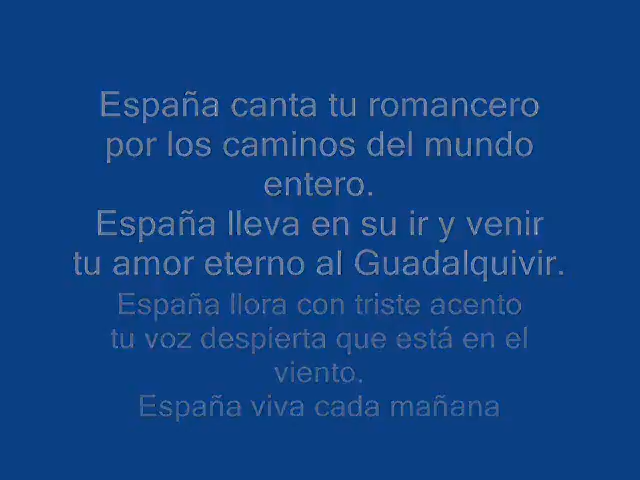 España canta tu romancero
por los caminos del mundo
entero.
España lleva en su ir y venir
tu amor eterno al Guadalquivir.
España llora con triste acento
tu voz despierta que está en el
viento.
España viva cada mañana